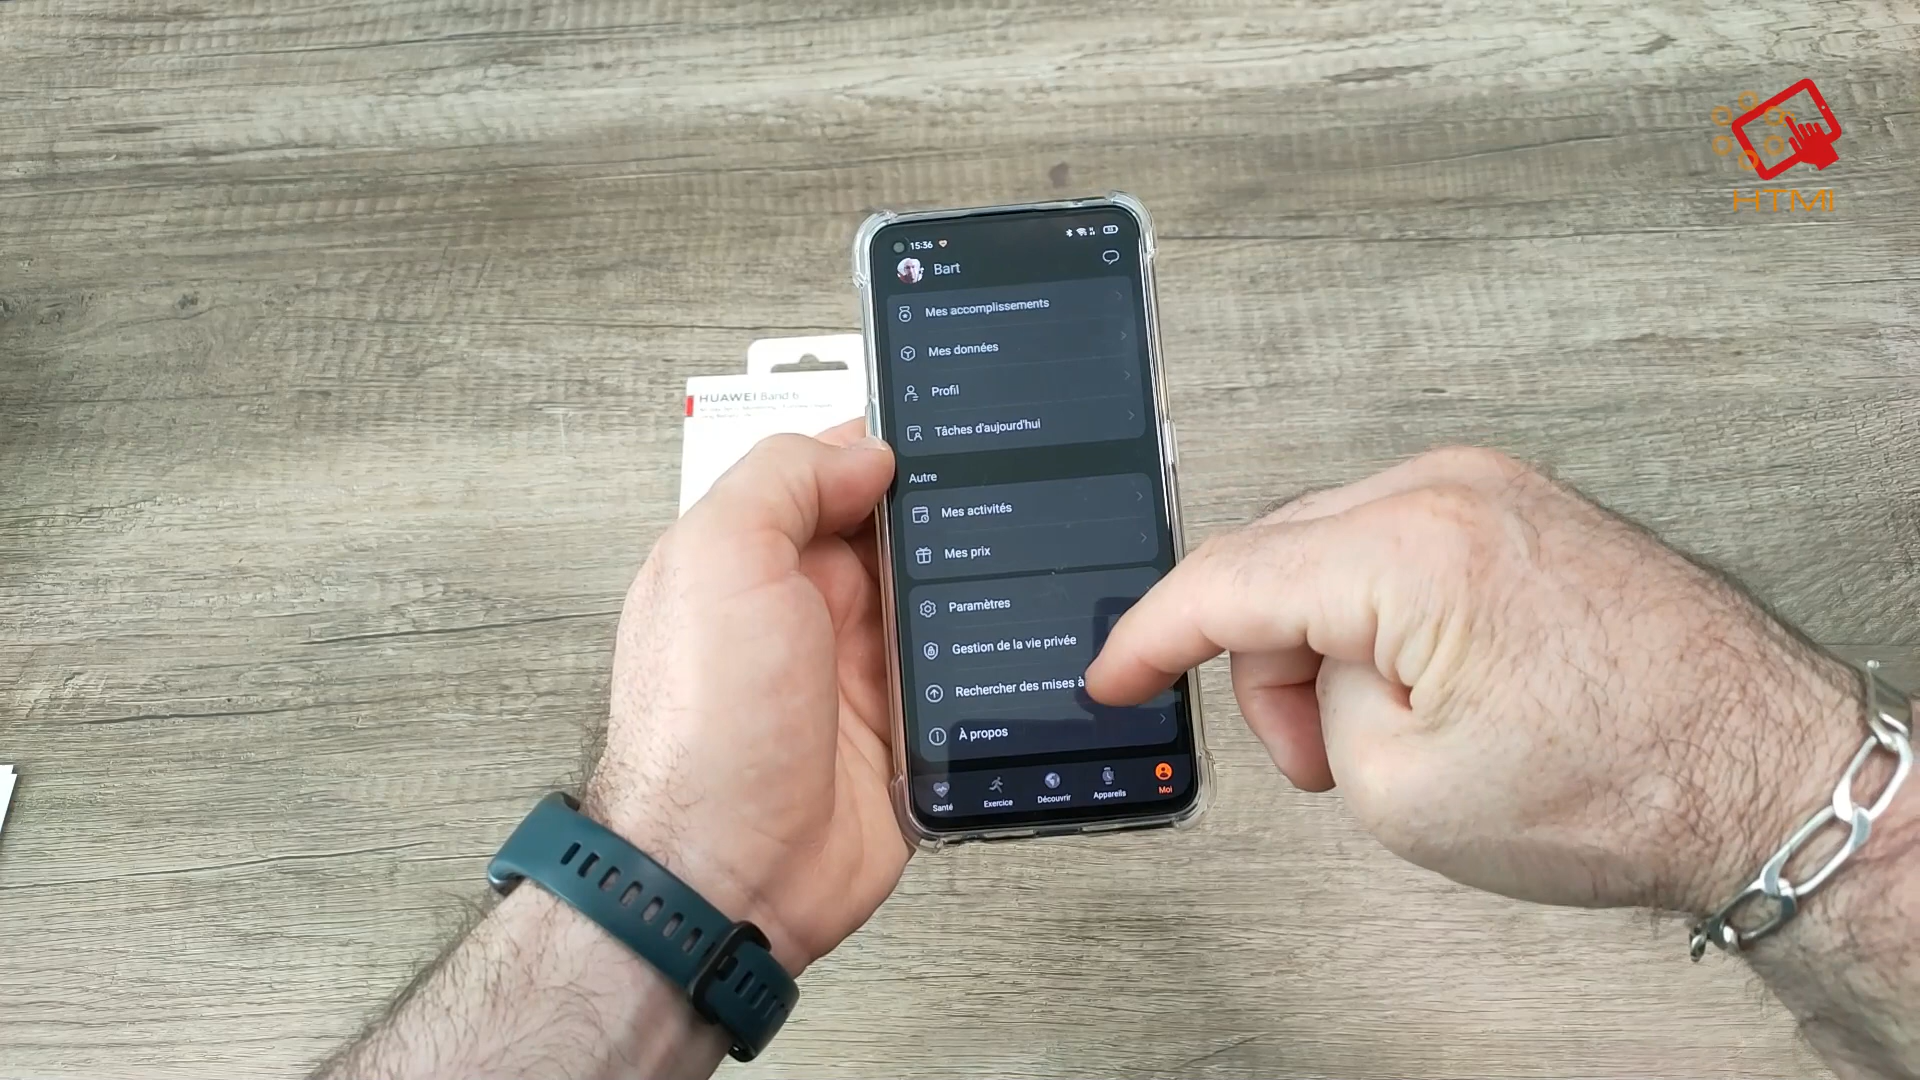 HTMI
15:36
Bart
Mes accomplissements
Mes données
Profil
Tâches d'aujourd'hui
Autre
Mes activités
Mes prix
Paramètres
Gestion de la vie privée
Rechercher des mises à
À propos
Santé
Exercice
Découvrir
Appareils
Moi
HUAWEI Band 6